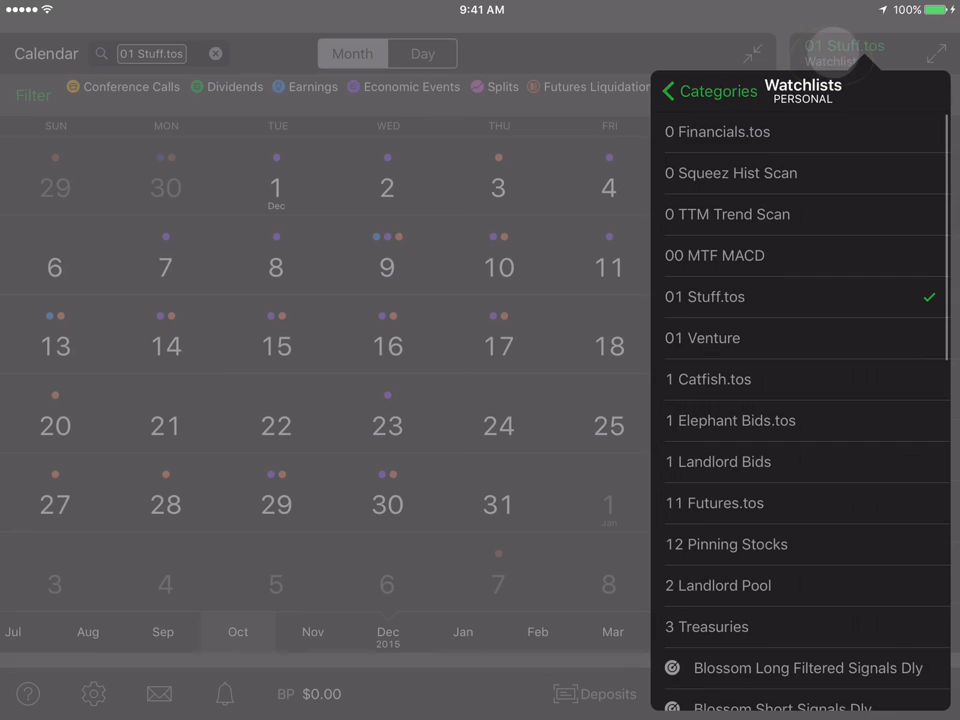 9:41 AM
100%
Calendar
01 Stuff.tos
Month
Day
01 Stuff.tos
Watchlist
Filter
Conference Calls
Dividends
Earnings
Economic Events
Splits
Futures Liquidation
SUN MON TUE WED THU FRI
29 30 1 2 3 4
Dec
6 7 8 9 10 11
13 14 15 16 17 18
20 21 22 23 24 25
27 28 29 30 31 1
Jan
3 4 5 6 7 8
Jul Aug Sep Oct Nov Dec Jan Feb Mar
2015
BP $0.00
Deposits
Categories
Watchlists
PERSONAL
0 Financials.tos
0 Squeez Hist Scan
0 TTM Trend Scan
00 MTF MACD
01 Stuff.tos
01 Venture
1 Catfish.tos
1 Elephant Bids.tos
1 Landlord Bids
11 Futures.tos
12 Pinning Stocks
2 Landlord Pool
3 Treasuries
Blossom Long Filtered Signals Dly
Blossom Short Signals Dly